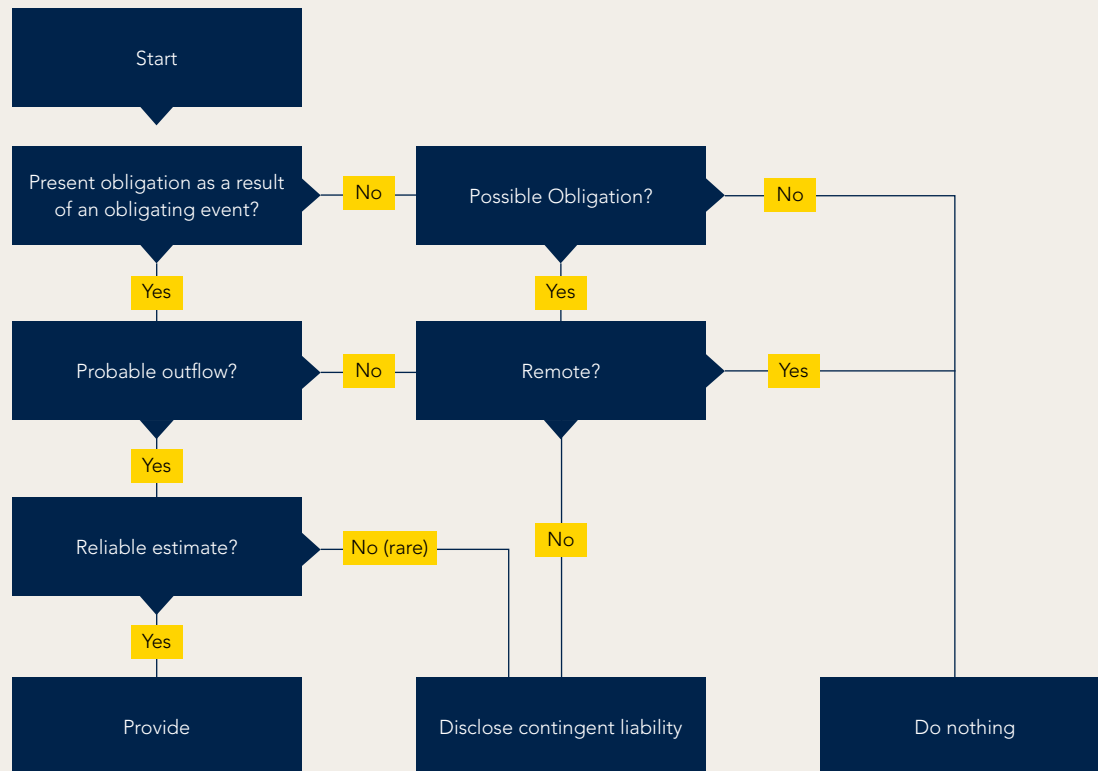 Start
Present obligation as a result
of an obligating event?
No
Possible Obligation?
No
Yes
Yes
Probable outflow?
No
Remote?
Yes
Yes
Reliable estimate?
No (rare)
No
Yes
Provide
Disclose contingent liability
Do nothing